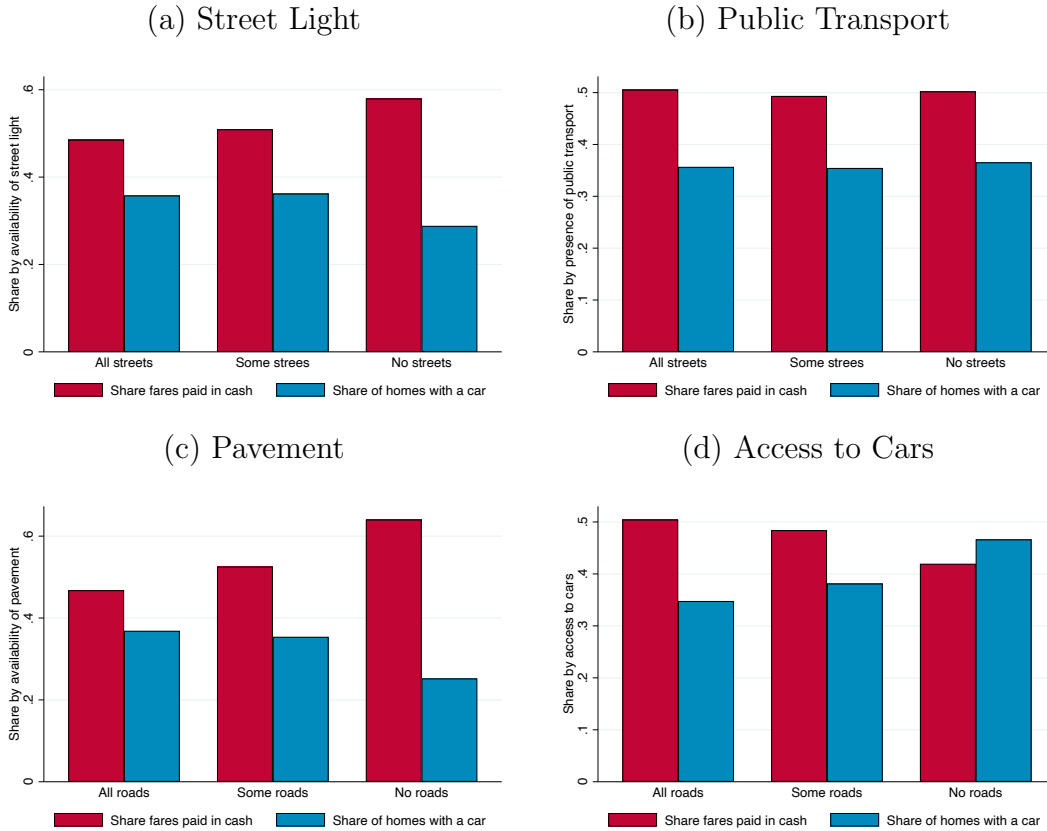 (a) Street Light
Share by availability of street light
.6
.4
.2
0
All streets Some strees No streets
Share fares paid in cash Share of homes with a car
(b) Public Transport
Share by presence of public transport
.5
.4
.3
.2
.1
0
All streets Some streets No streets
Share fares paid in cash Share of homes with a car
(c) Pavement
Share by availability of pavement
.6
.4
.2
0
All roads Some roads No roads
Share fares paid in cash Share of homes with a car
(d) Access to Cars
Share by access to cars
.5
.4
.3
.2
.1
0
All roads Some roads No roads
Share fares paid in cash Share of homes with a car